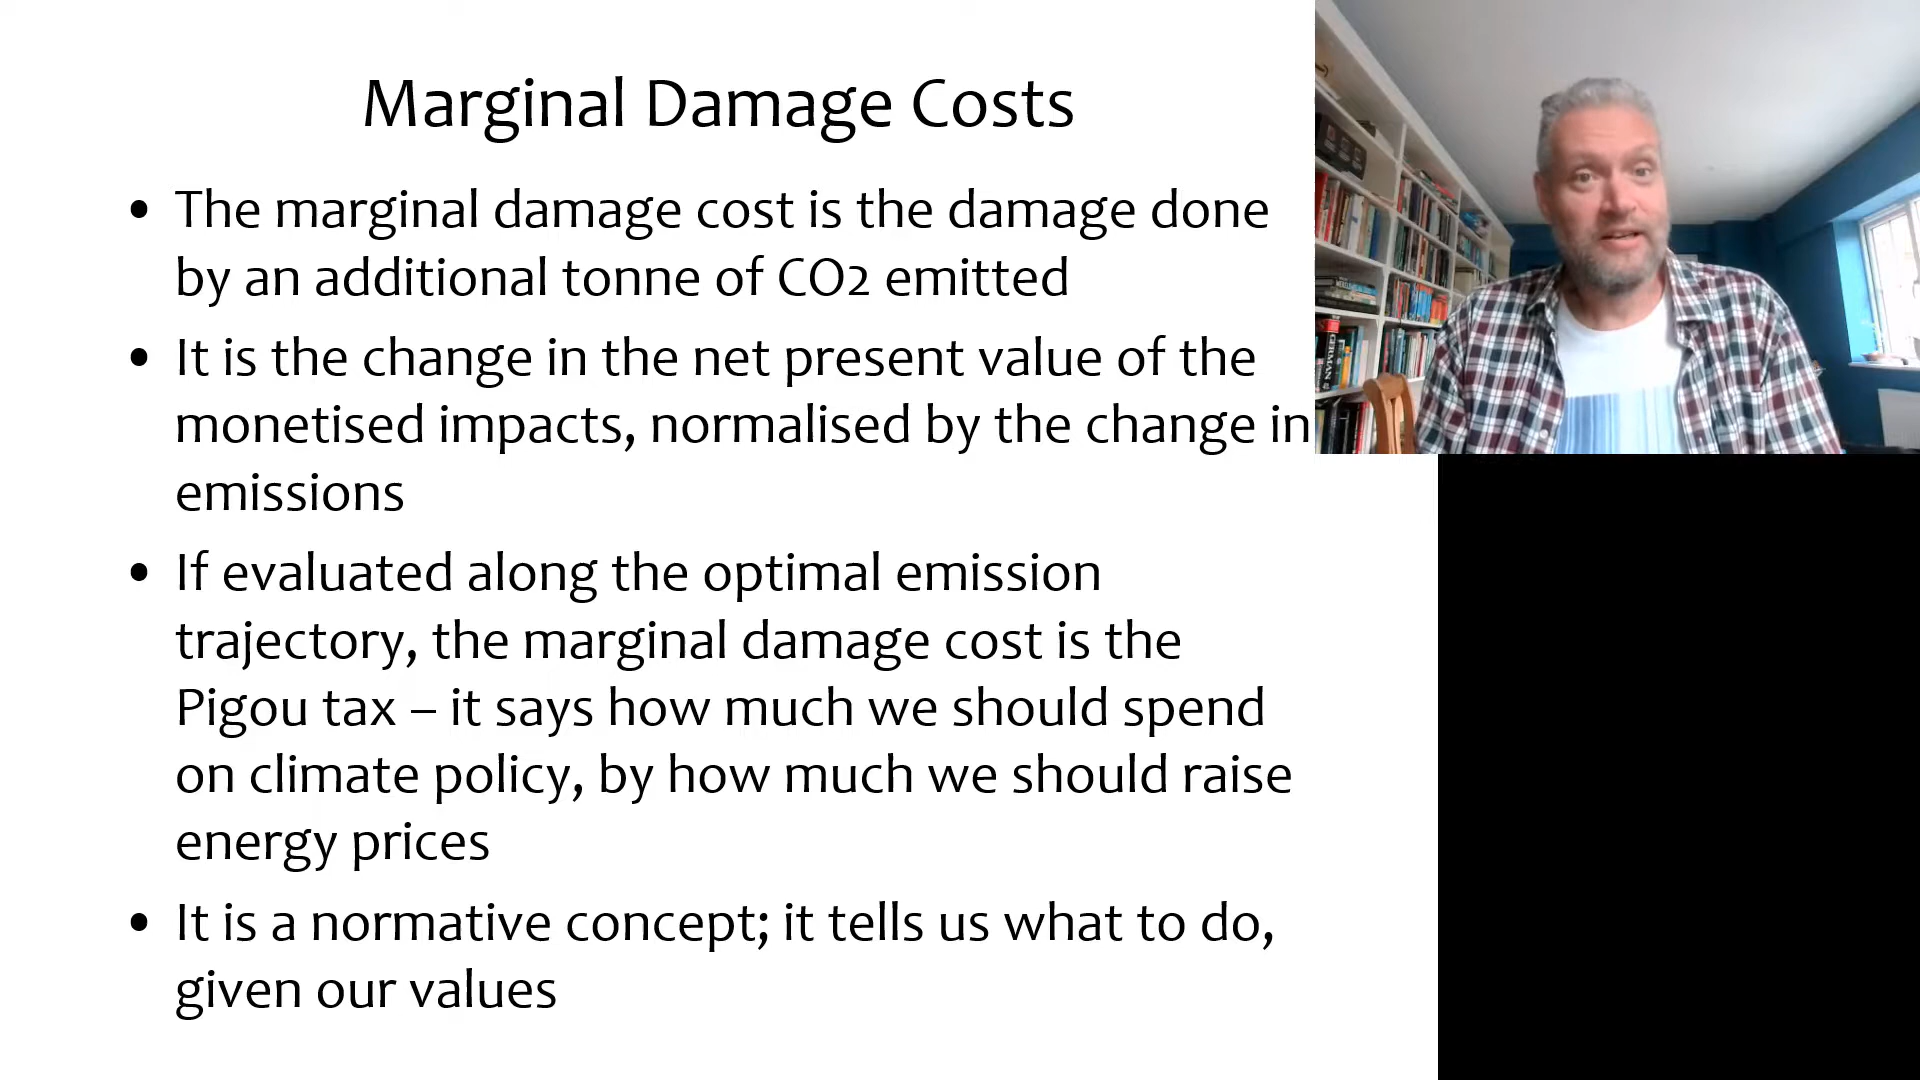 Marginal Damage Costs
• The marginal damage cost is the damage done
by an additional tonne of CO2 emitted
• It is the change in the net present value of the
monetised impacts, normalised by the change in
emissions
• If evaluated along the optimal emission
trajectory, the marginal damage cost is the
Pigou tax – it says how much we should spend
on climate policy, by how much we should raise
energy prices
• It is a normative concept; it tells us what to do,
given our values